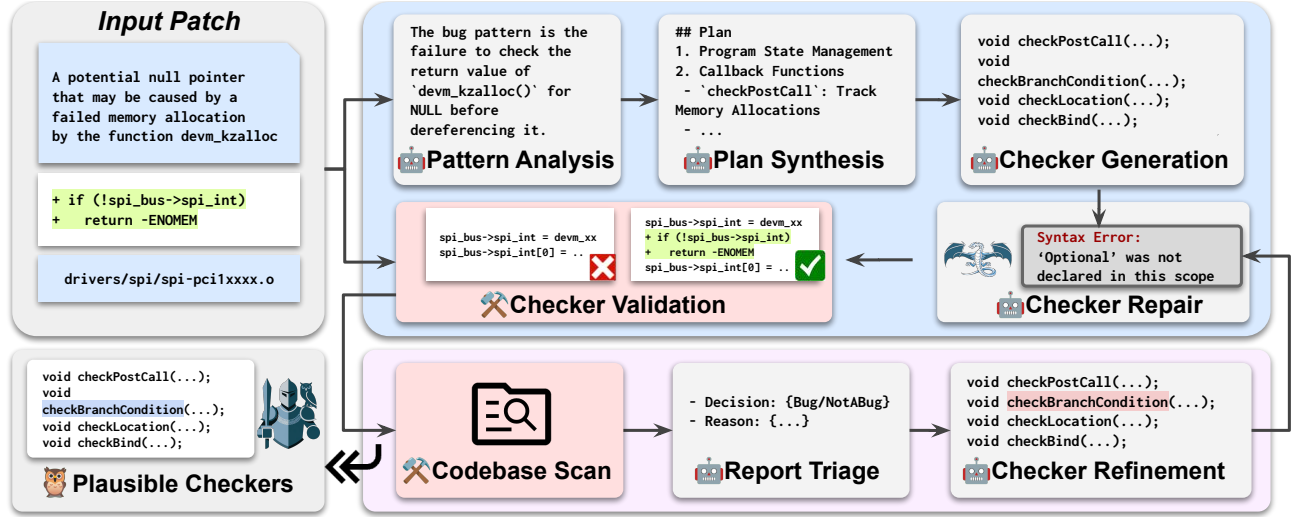 Input Patch
A potential null pointer
that may be caused by a
failed memory allocation
by the function devm_kzalloc
+ if (!spi_bus->spi_int)
+   return -ENOMEM
drivers/spi/spi-pci1xxxx.o
The bug pattern is the
failure to check the
return value of
`devm_kzalloc()` for
NULL before
dereferencing it.
Pattern Analysis
## Plan
1. Program State Management
2. Callback Functions
- `checkPostCall`: Track
Memory Allocations
- ...
Plan Synthesis
void checkPostCall(...);
void
checkBranchCondition(...);
void checkLocation(...);
void checkBind(...);
Checker Generation
spi_bus->spi_int = devm_xx
spi_bus->spi_int[0] = ..
spi_bus->spi_int = devm_xx
+ if (!spi_bus->spi_int)
+   return -ENOMEM
spi_bus->spi_int[0] = ..
Checker Validation
Syntax Error:
‘Optional’ was not
declared in this scope
Checker Repair
void checkPostCall(...);
void
checkBranchCondition(...);
void checkLocation(...);
void checkBind(...);
Plausible Checkers
Codebase Scan
- Decision: {Bug/NotABug}
- Reason: {...}
Report Triage
void checkPostCall(...);
void checkBranchCondition(...);
void checkLocation(...);
void checkBind(...);
Checker Refinement